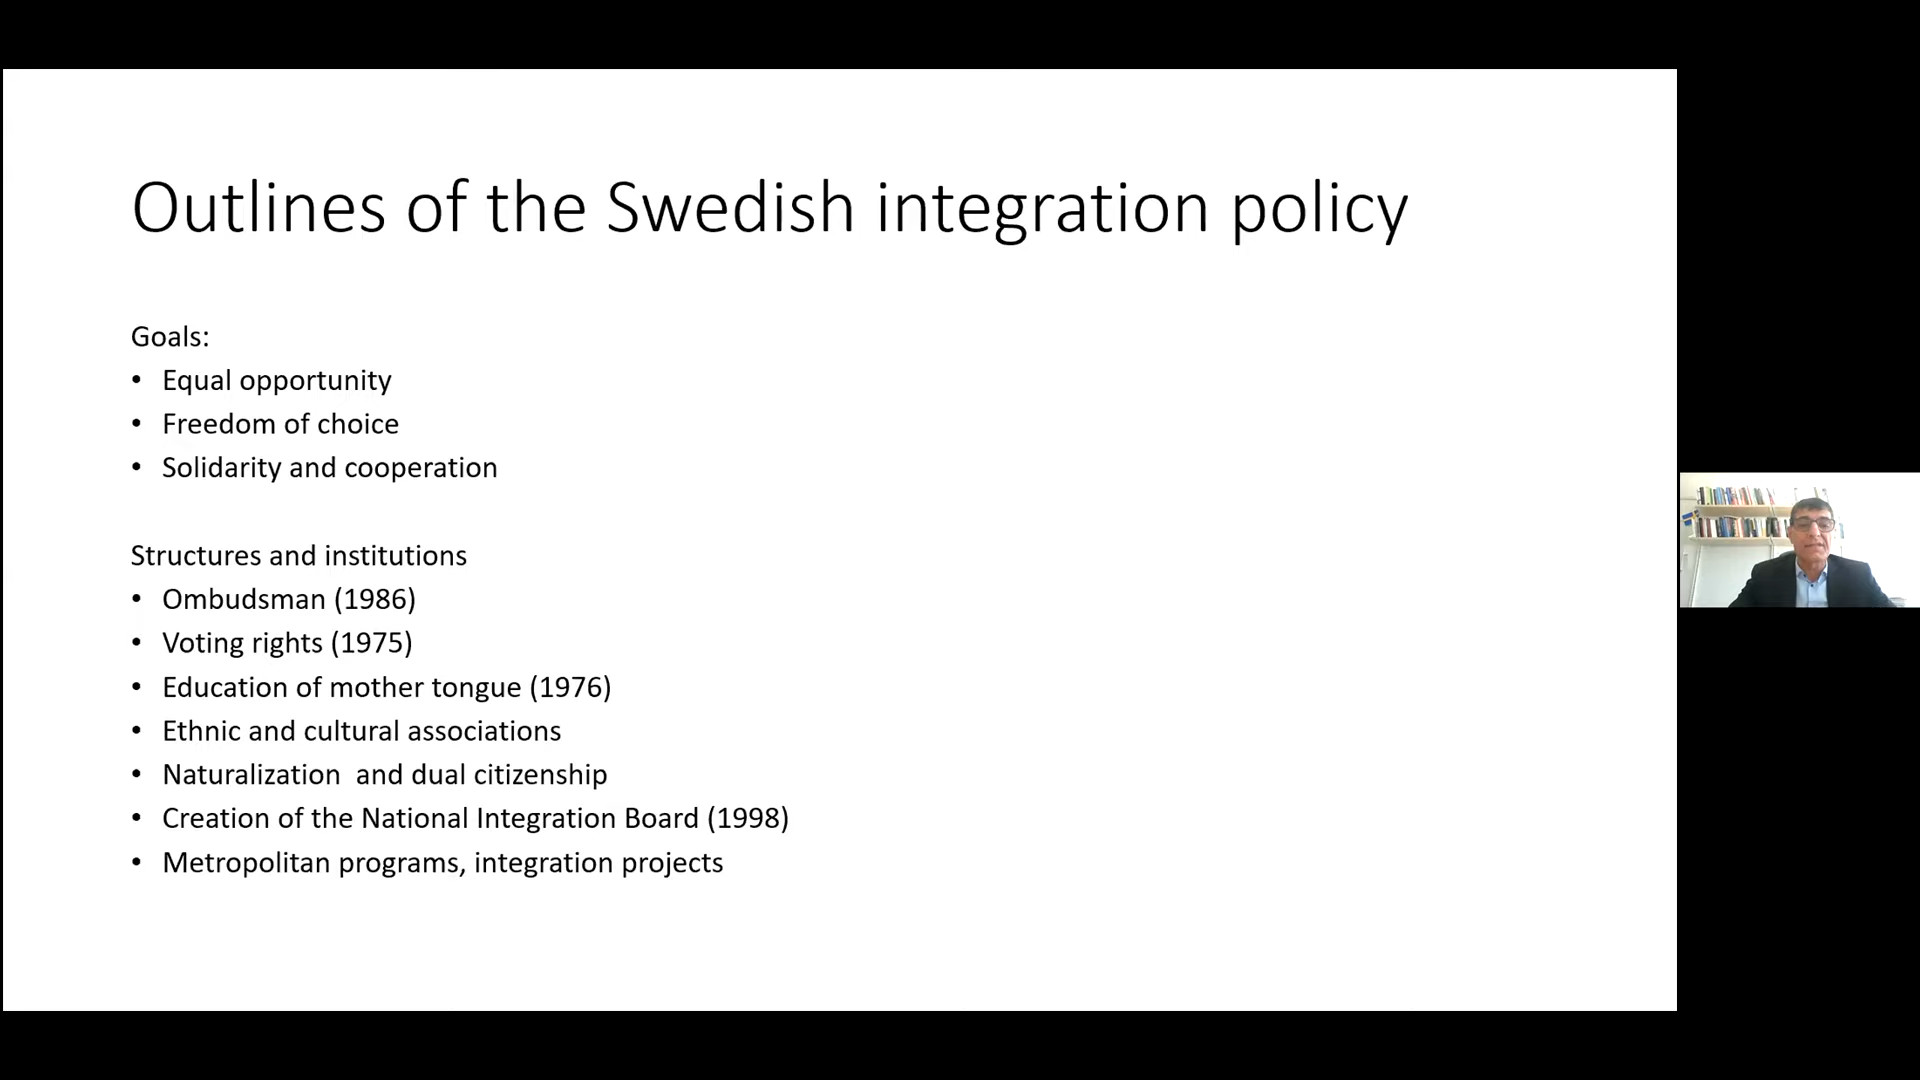 Outlines of the Swedish integration policy
Goals:
• Equal opportunity
• Freedom of choice
• Solidarity and cooperation
Structures and institutions
• Ombudsman (1986)
• Voting rights (1975)
• Education of mother tongue (1976)
• Ethnic and cultural associations
• Naturalization  and dual citizenship
• Creation of the National Integration Board (1998)
• Metropolitan programs, integration projects